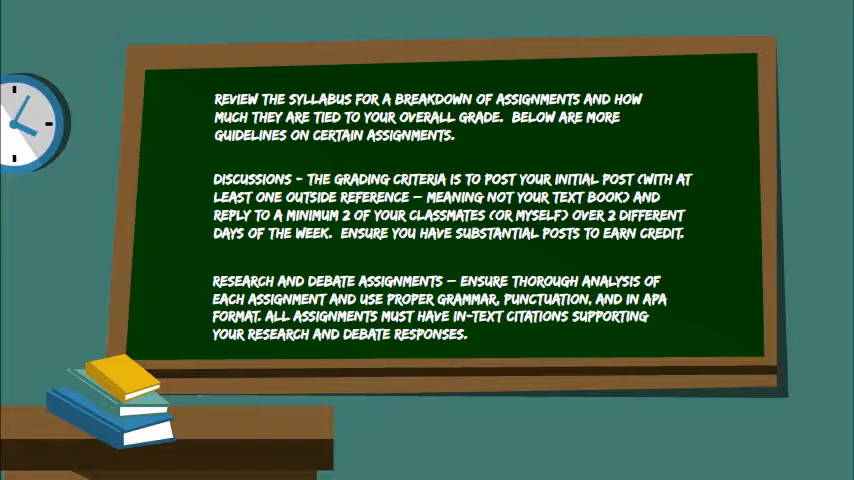 REVIEW THE SYLLABUS FOR A BREAKDOWN OF ASSIGNMENTS AND HOW
MUCH THEY ARE TIED TO YOUR OVERALL GRADE. BELOW ARE MORE
GUIDELINES ON CERTAIN ASSIGNMENTS.
DISCUSSIONS - THE GRADING CRITERIA IS TO POST YOUR INITIAL POST (WITH AT
LEAST ONE OUTSIDE REFERENCE – MEANING NOT YOUR TEXT BOOK) AND
REPLY TO A MINIMUM 2 OF YOUR CLASSMATES (OR MYSELF) OVER 2 DIFFERENT
DAYS OF THE WEEK. ENSURE YOU HAVE SUBSTANTIAL POSTS TO EARN CREDIT.
RESEARCH AND DEBATE ASSIGNMENTS – ENSURE THOROUGH ANALYSIS OF
EACH ASSIGNMENT AND USE PROPER GRAMMAR, PUNCTUATION, AND IN APA
FORMAT. ALL ASSIGNMENTS MUST HAVE IN-TEXT CITATIONS SUPPORTING
YOUR RESEARCH AND DEBATE RESPONSES.